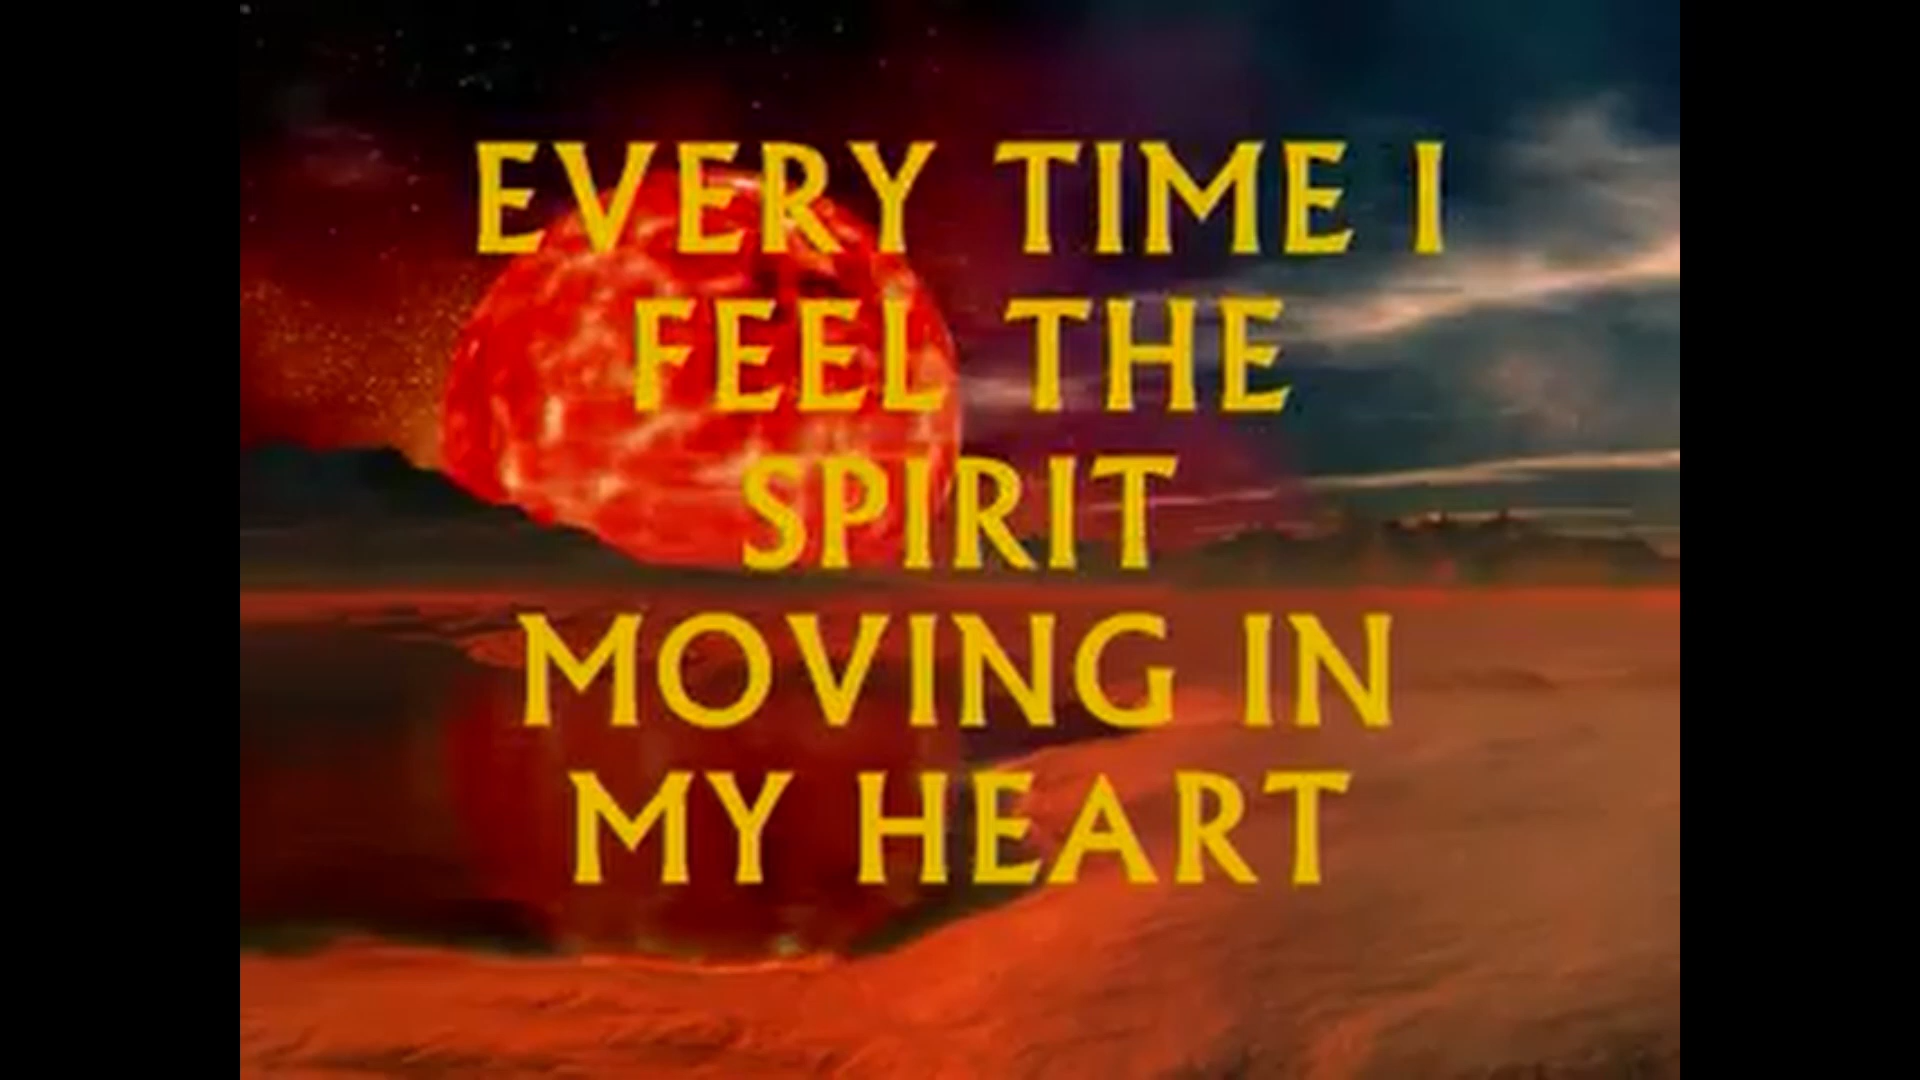 EVERY TIME I
FEEL THE
SPIRIT
MOVING IN
MY HEART